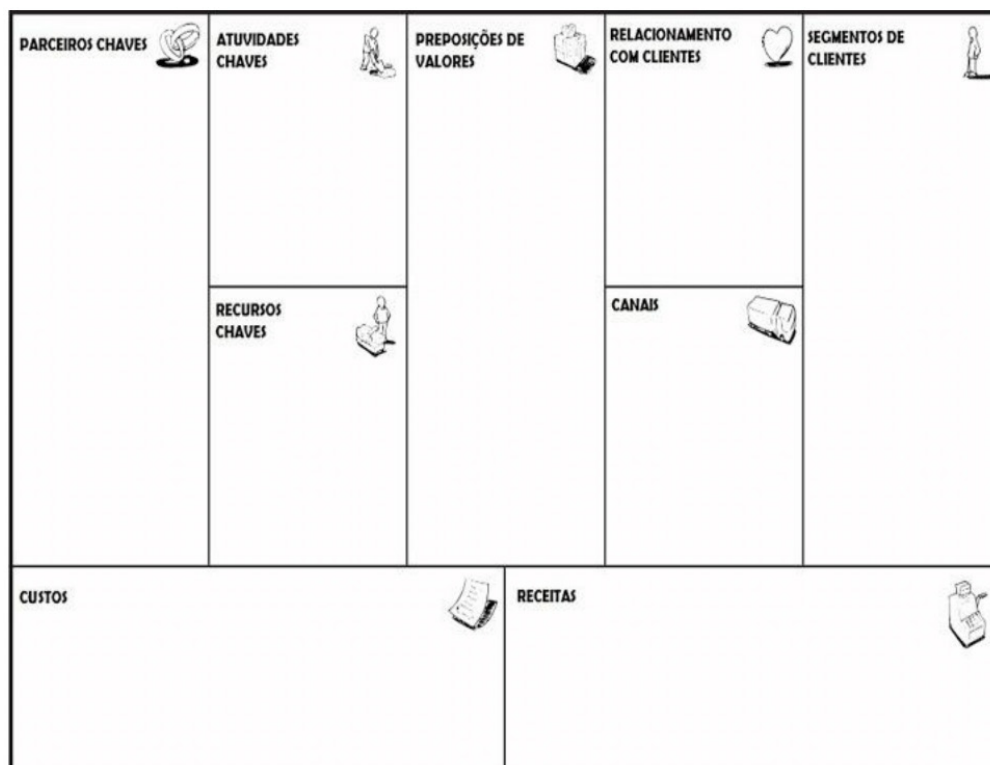 PARCEIROS CHAVES
ATUVIDADES
CHAVES
PREPOSIÇÕES DE
VALORES
RELACIONAMENTO
COM CLIENTES
SEGMENTOS DE
CLIENTES
RECURSOS
CHAVES
CANAIS
CUSTOS
RECEITAS